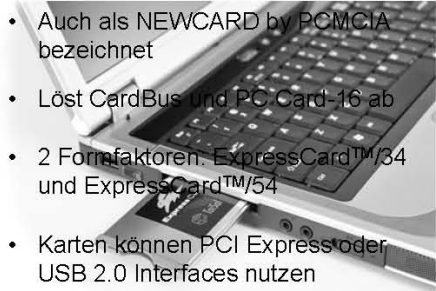 • Auch als NEWCARD by PCMCIA
bezeichnet
• Löst CardBus und PC Card-16 ab
• 2 Formfaktoren: ExpressCard™/34
und ExpressCard™/54
• Karten können PCI Express oder
USB 2.0 Interfaces nutzen